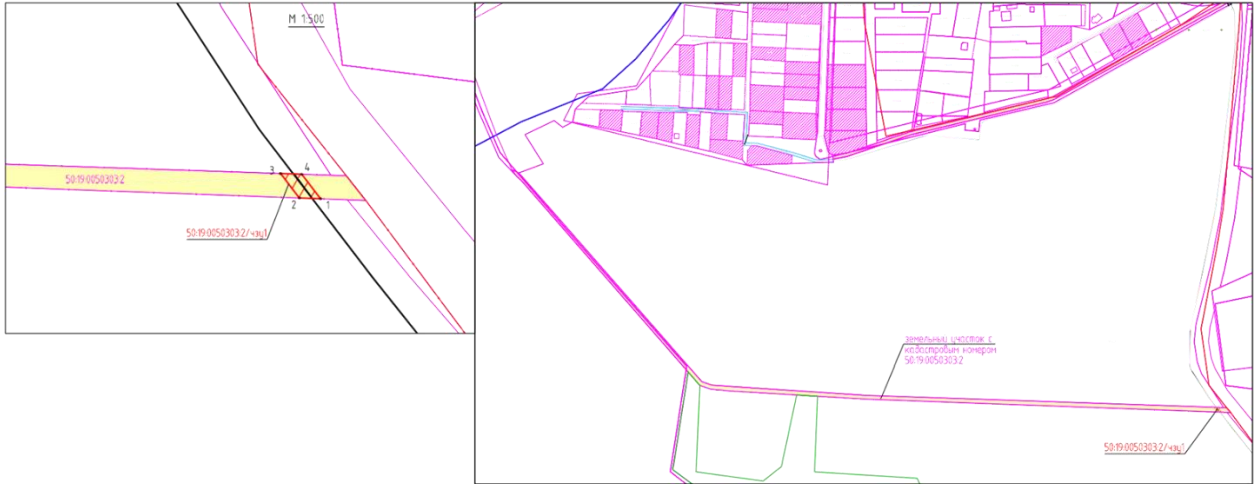 М 1:500
3
4
50:19:0050303:2
2
1
50:19:0050303:2/чзу1
земельный участок с
кадастровым номером
50:19:0050303:2
50:19:0050303:2/чзу1